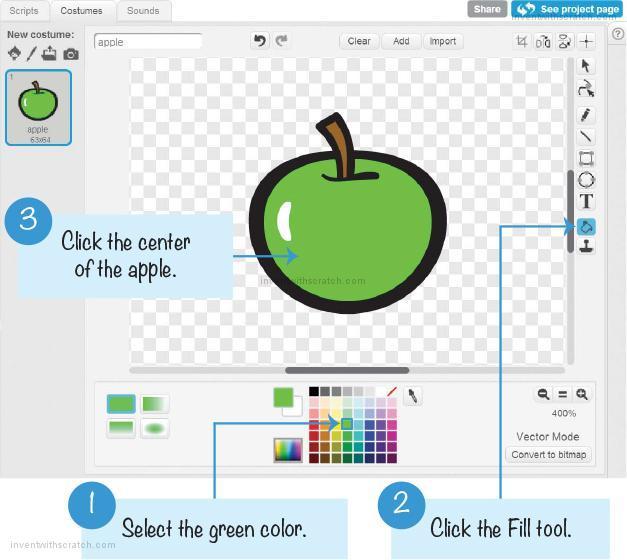 Scripts Costumes Sounds
Share See project page
inventwithscratch.com
New costume:
apple
Clear Add Import
1
apple
63x64
T
?
3
Click the center
of the apple.
inventwithscratch.com
400%
Vector Mode
Convert to bitmap
1
Select the green color.
2
Click the Fill tool.
inventwithscratch.com